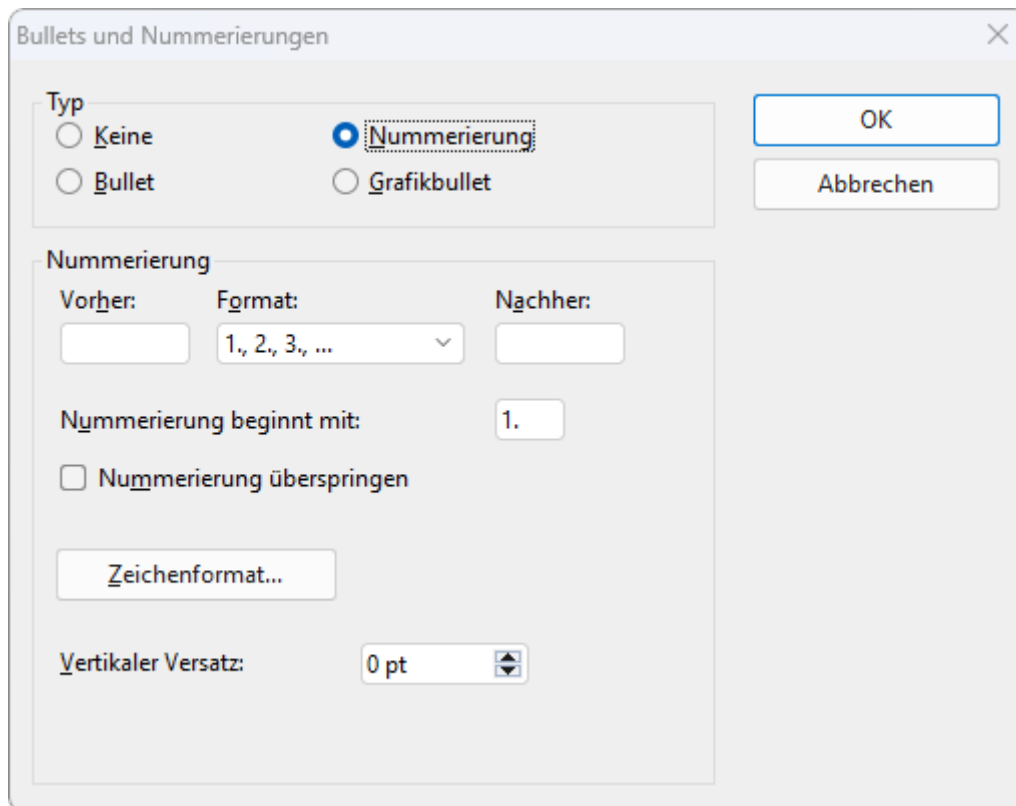 Bullets und Nummerierungen
Typ
Keine
Nummerierung
OK
Bullet
Grafikbullet
Abbrechen
Nummerierung
Vorher:
Format:
Nachher:
1., 2., 3., ...
Nummerierung beginnt mit:
1.
Nummerierung überspringen
Zeichenformat...
Vertikaler Versatz:
0 pt